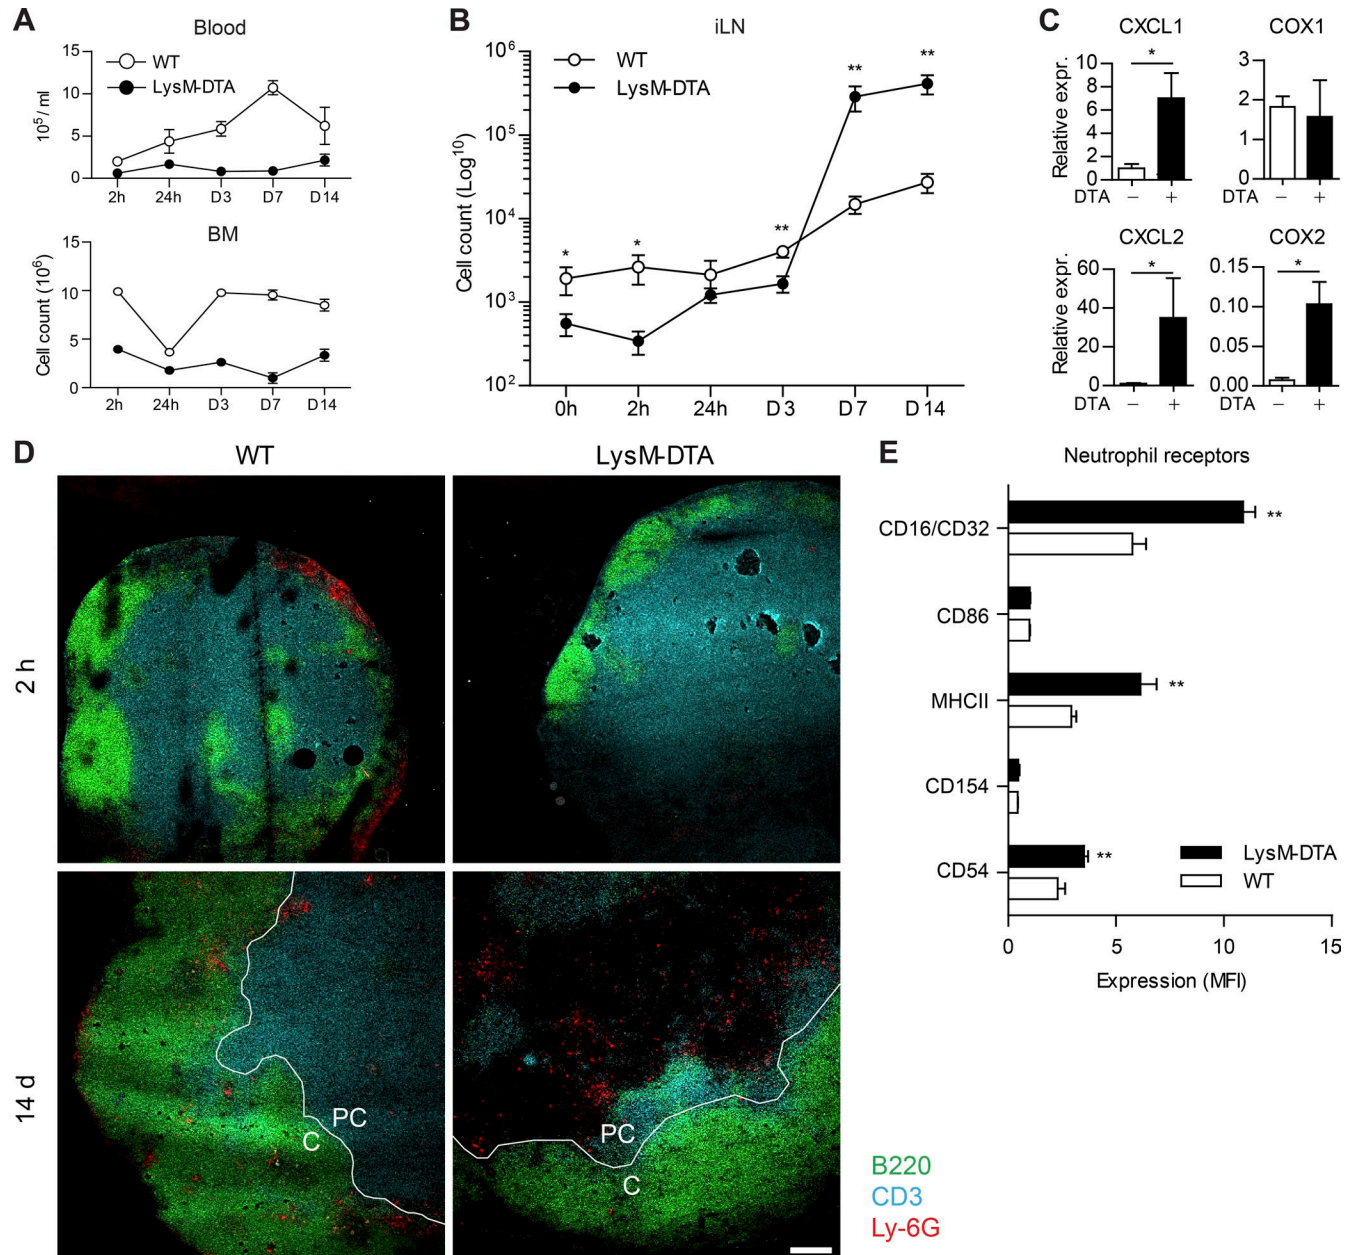 A
Blood
15
10
5
0
10⁵/ ml
WT
LysM-DTA
2h 24h D3 D7 D14
BM
15
10
5
0
Cell count (10⁶)
2h 24h D3 D7 D14
B
iLN
10⁶
10⁵
10⁴
10³
10²
Cell count (Log¹⁰)
WT
LysM-DTA
* * ** ** **
0h 2h 24h D3 D7 D14
C
CXCL1
10
8
6
4
2
0
Relative expr.
*
DTA − +
COX1
3
2
1
0
DTA − +
CXCL2
60
40
20
0
Relative expr.
*
DTA − +
COX2
0.15
0.10
0.05
0.00
*
DTA − +
D
WT
LysM-DTA
2 h
14 d
PC
C
PC
C
B220
CD3
Ly-6G
E
Neutrophil receptors
CD16/CD32
**
CD86
MHCII
**
CD154
CD54
**
LysM-DTA
WT
0 5 10 15
Expression (MFI)